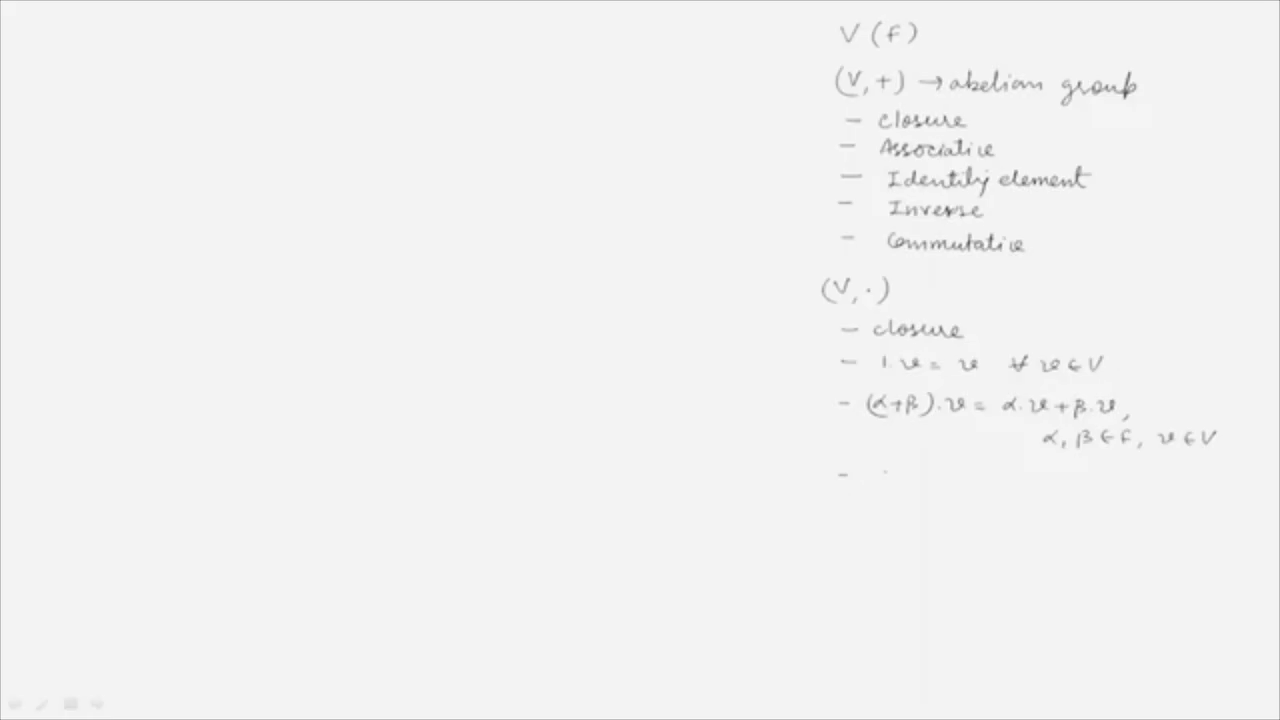 V (F)
(V, +) → abelian group
- closure
- Associative
- Identity element
- Inverse
- Commutative
(V, ·)
- closure
- 1.v = v ∀ v ∈ V
- (α+β).v = α.v + β.v,
α, β ∈ F, v ∈ V
-